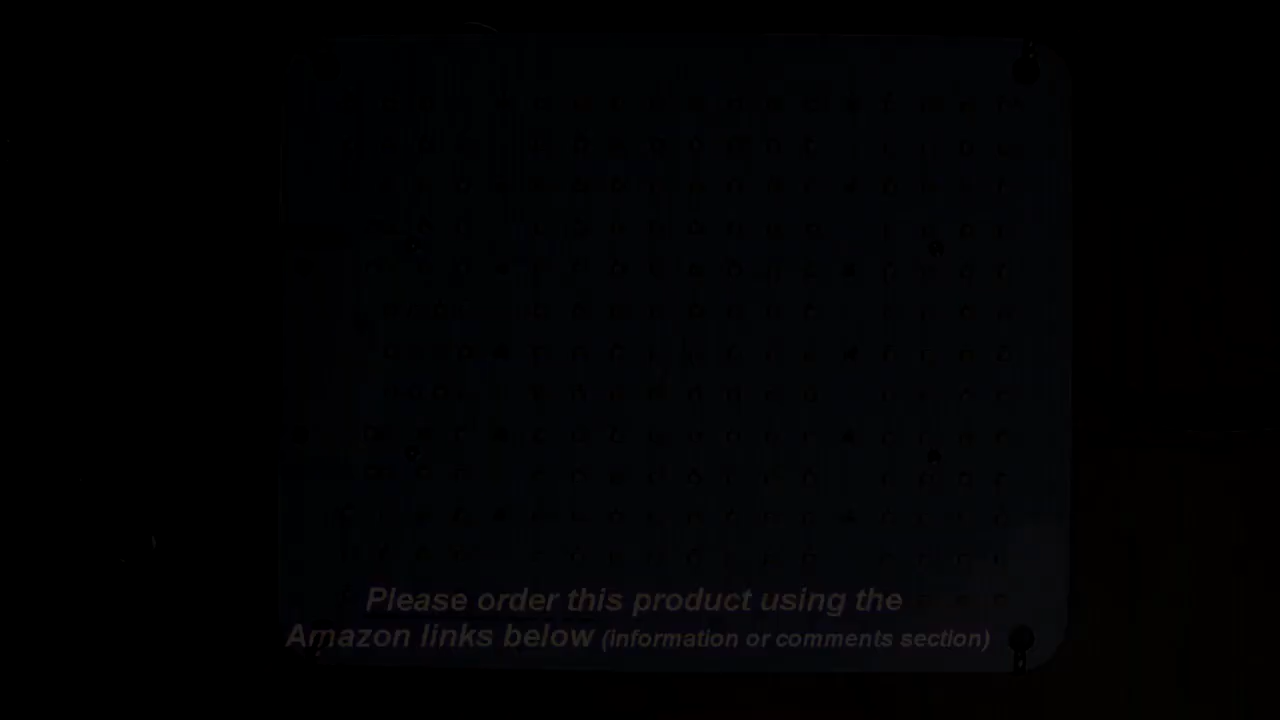 Please order this product using the
Amazon links below (information or comments section)